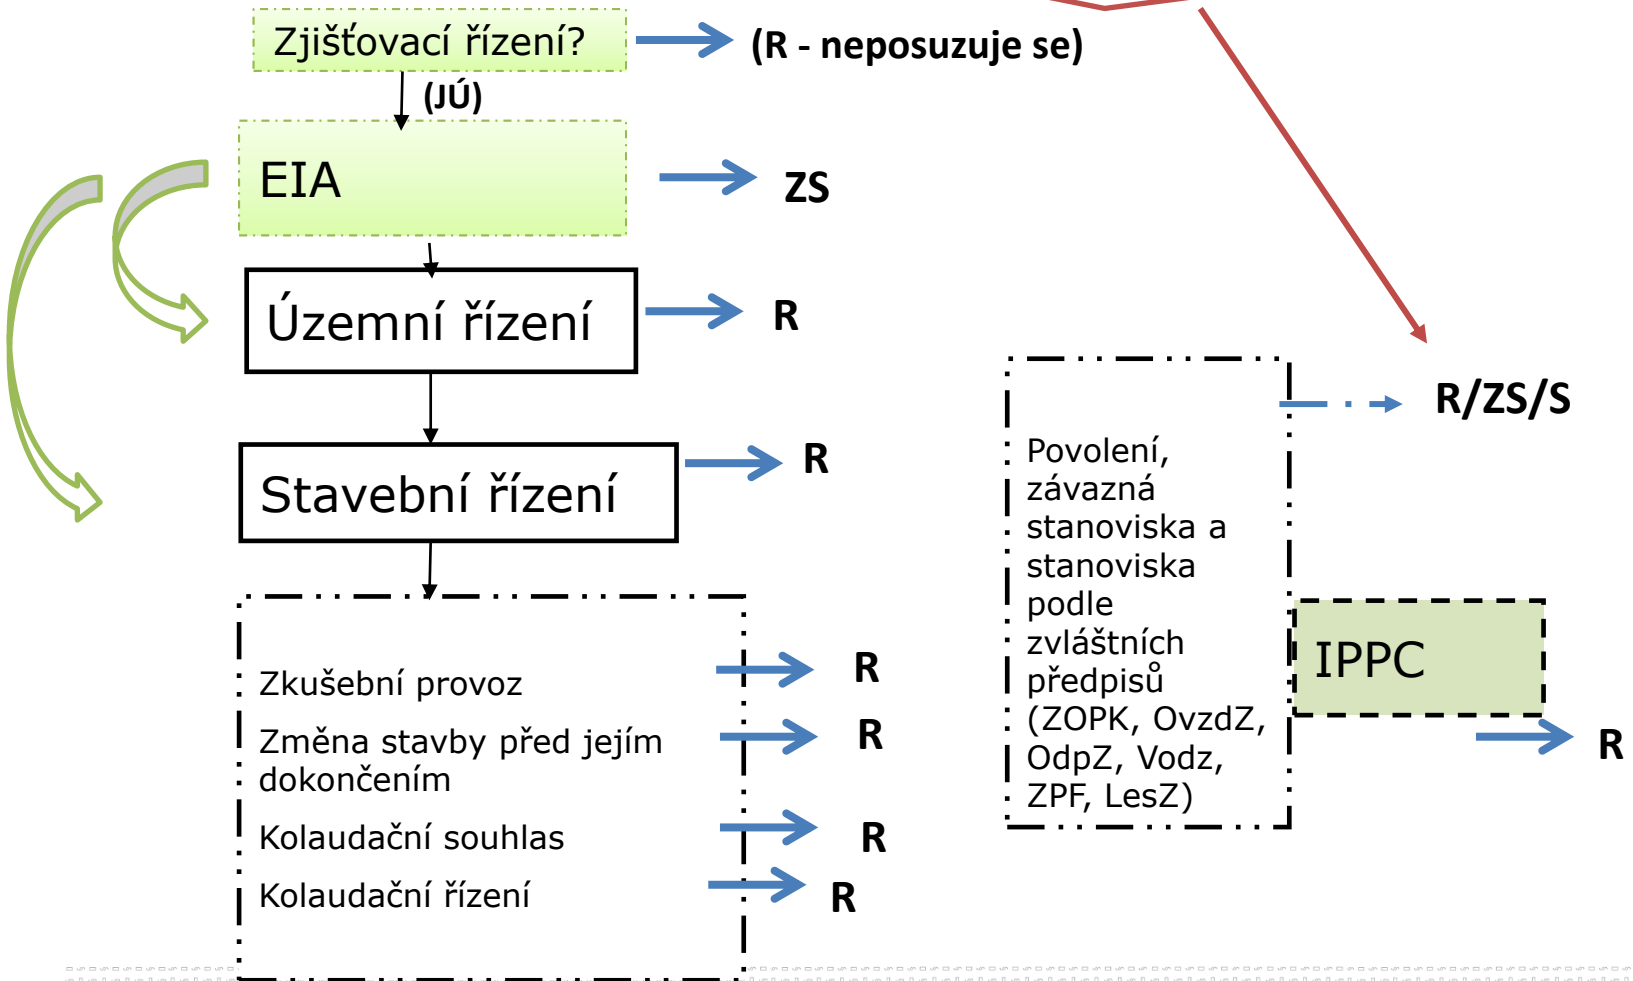 Zjišťovací řízení?
(R - neposuzuje se)
(JÚ)
EIA
ZS
Územní řízení
R
Stavební řízení
R
Zkušební provoz
R
Změna stavby před jejím
dokončením
R
Kolaudační souhlas
R
Kolaudační řízení
R
R/ZS/S
Povolení,
závazná
stanoviska a
stanoviska
podle
zvláštních
předpisů
(ZOPK, OvzdZ,
OdpZ, Vodz,
ZPF, LesZ)
IPPC
R